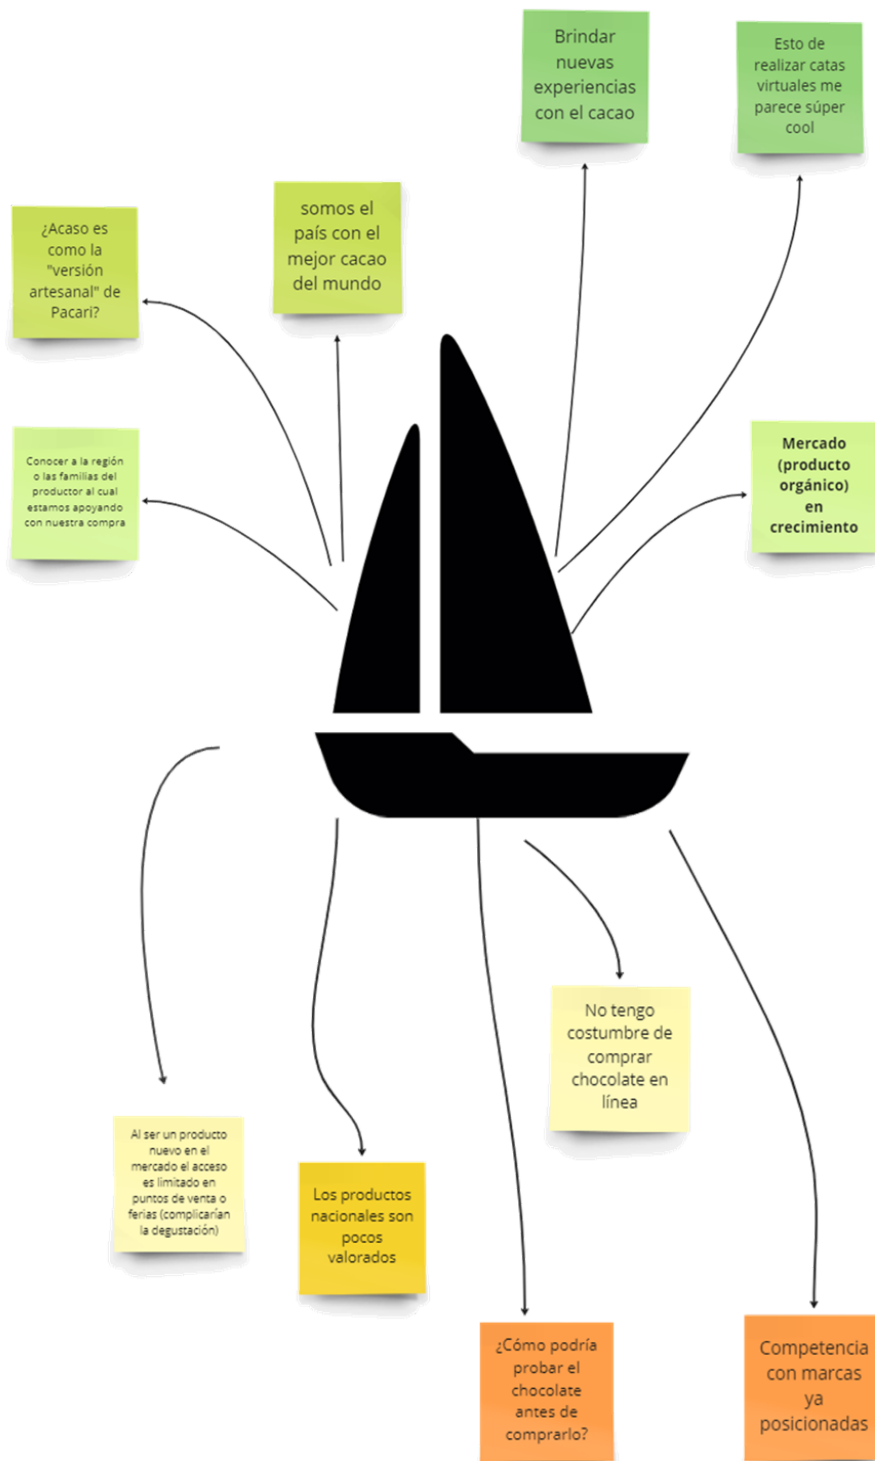 Brindar
nuevas
experiencias
con el cacao
Esto de
realizar catas
virtuales me
parece súper
cool
somos el
país con el
mejor cacao
del mundo
¿Acaso es
como la
"versión
artesanal" de
Pacari?
Conocer a la región
o las familias del
productor al cual
estamos apoyando
con nuestra compra
Mercado
(producto
orgánico)
en
crecimiento
No tengo
costumbre de
comprar
chocolate en
línea
Al ser un producto
nuevo en el
mercado el acceso
es limitado en
puntos de venta o
ferias (complicarían
la degustación)
Los productos
nacionales son
pocos
valorados
¿Cómo podría
probar el
chocolate
antes de
comprarlo?
Competencia
con marcas
ya
posicionadas